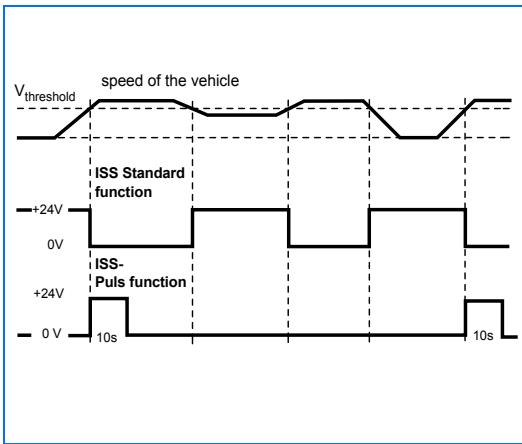 speed of the vehicle
Vthreshold
ISS Standard
function
+24V
0V
ISS-
Puls function
+24V
0 V
10s
10s